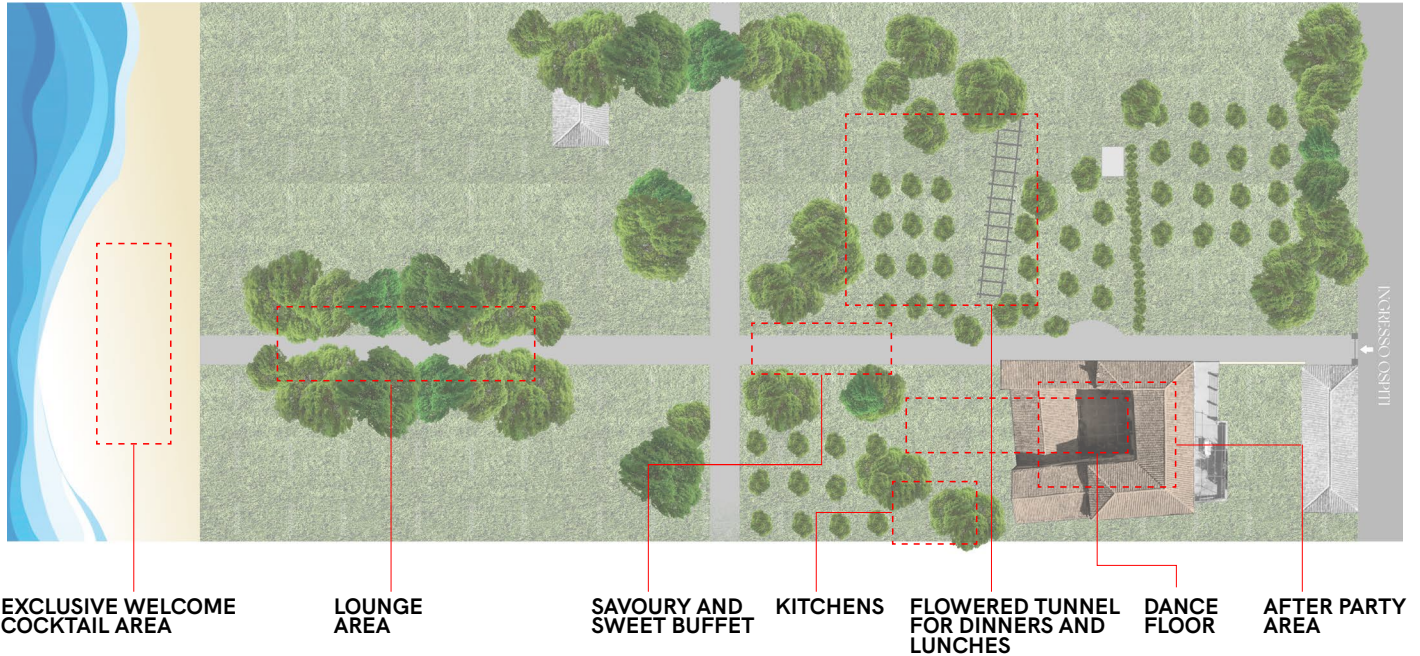 INGRESSO OSPITI
EXCLUSIVE WELCOME
COCKTAIL AREA
LOUNGE
AREA
SAVOURY AND
SWEET BUFFET
KITCHENS
FLOWERED TUNNEL
FOR DINNERS AND
LUNCHES
DANCE
FLOOR
AFTER PARTY
AREA